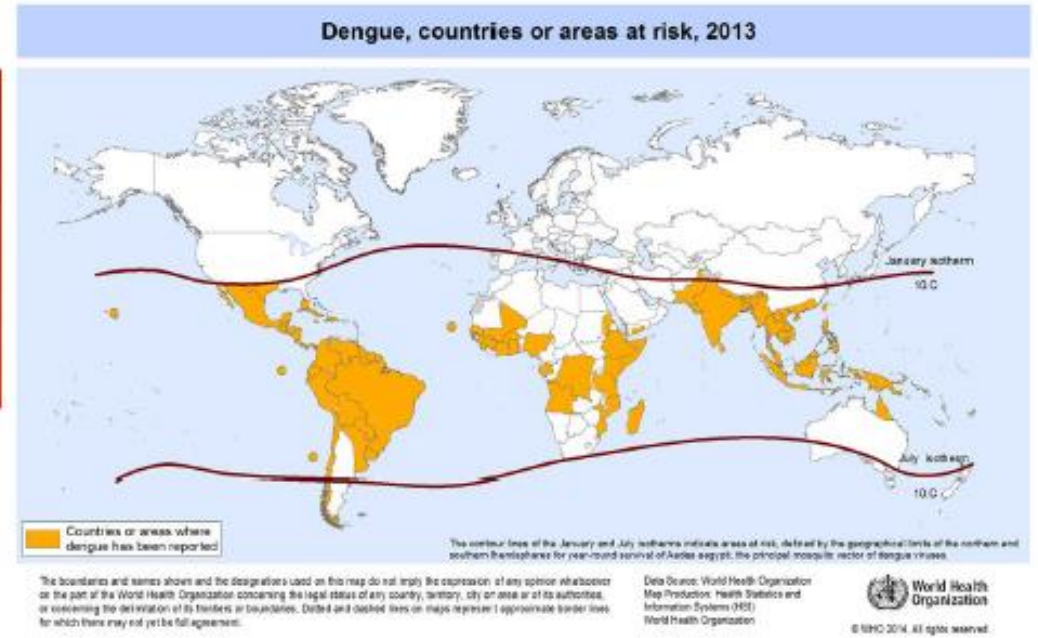 Dengue, countries or areas at risk, 2013
January isotherm
10.C
July isotherm
10.C
Countries or areas where
dengue has been reported
The contour lines of the January and July isotherms indicate areas at risk, defined by the geographical limits of the northern and
southern hemispheres for year-round survival of Aedes aegypti, the principal mosquito vector of dengue viruses.
The boundaries and names shown and the designations used on this map do not imply the expression of any opinion whatsoever
on the part of the World Health Organization concerning the legal status of any country, territory, city or area or of its authorities,
or concerning the delimitation of its frontiers or boundaries. Dotted and dashed lines on maps represent approximate border lines
for which there may not yet be full agreement.
Data Source: World Health Organization
Map Production: Health Statistics and
Information Systems (HSI)
World Health Organization
World Health
Organization
© WHO 2014. All rights reserved.